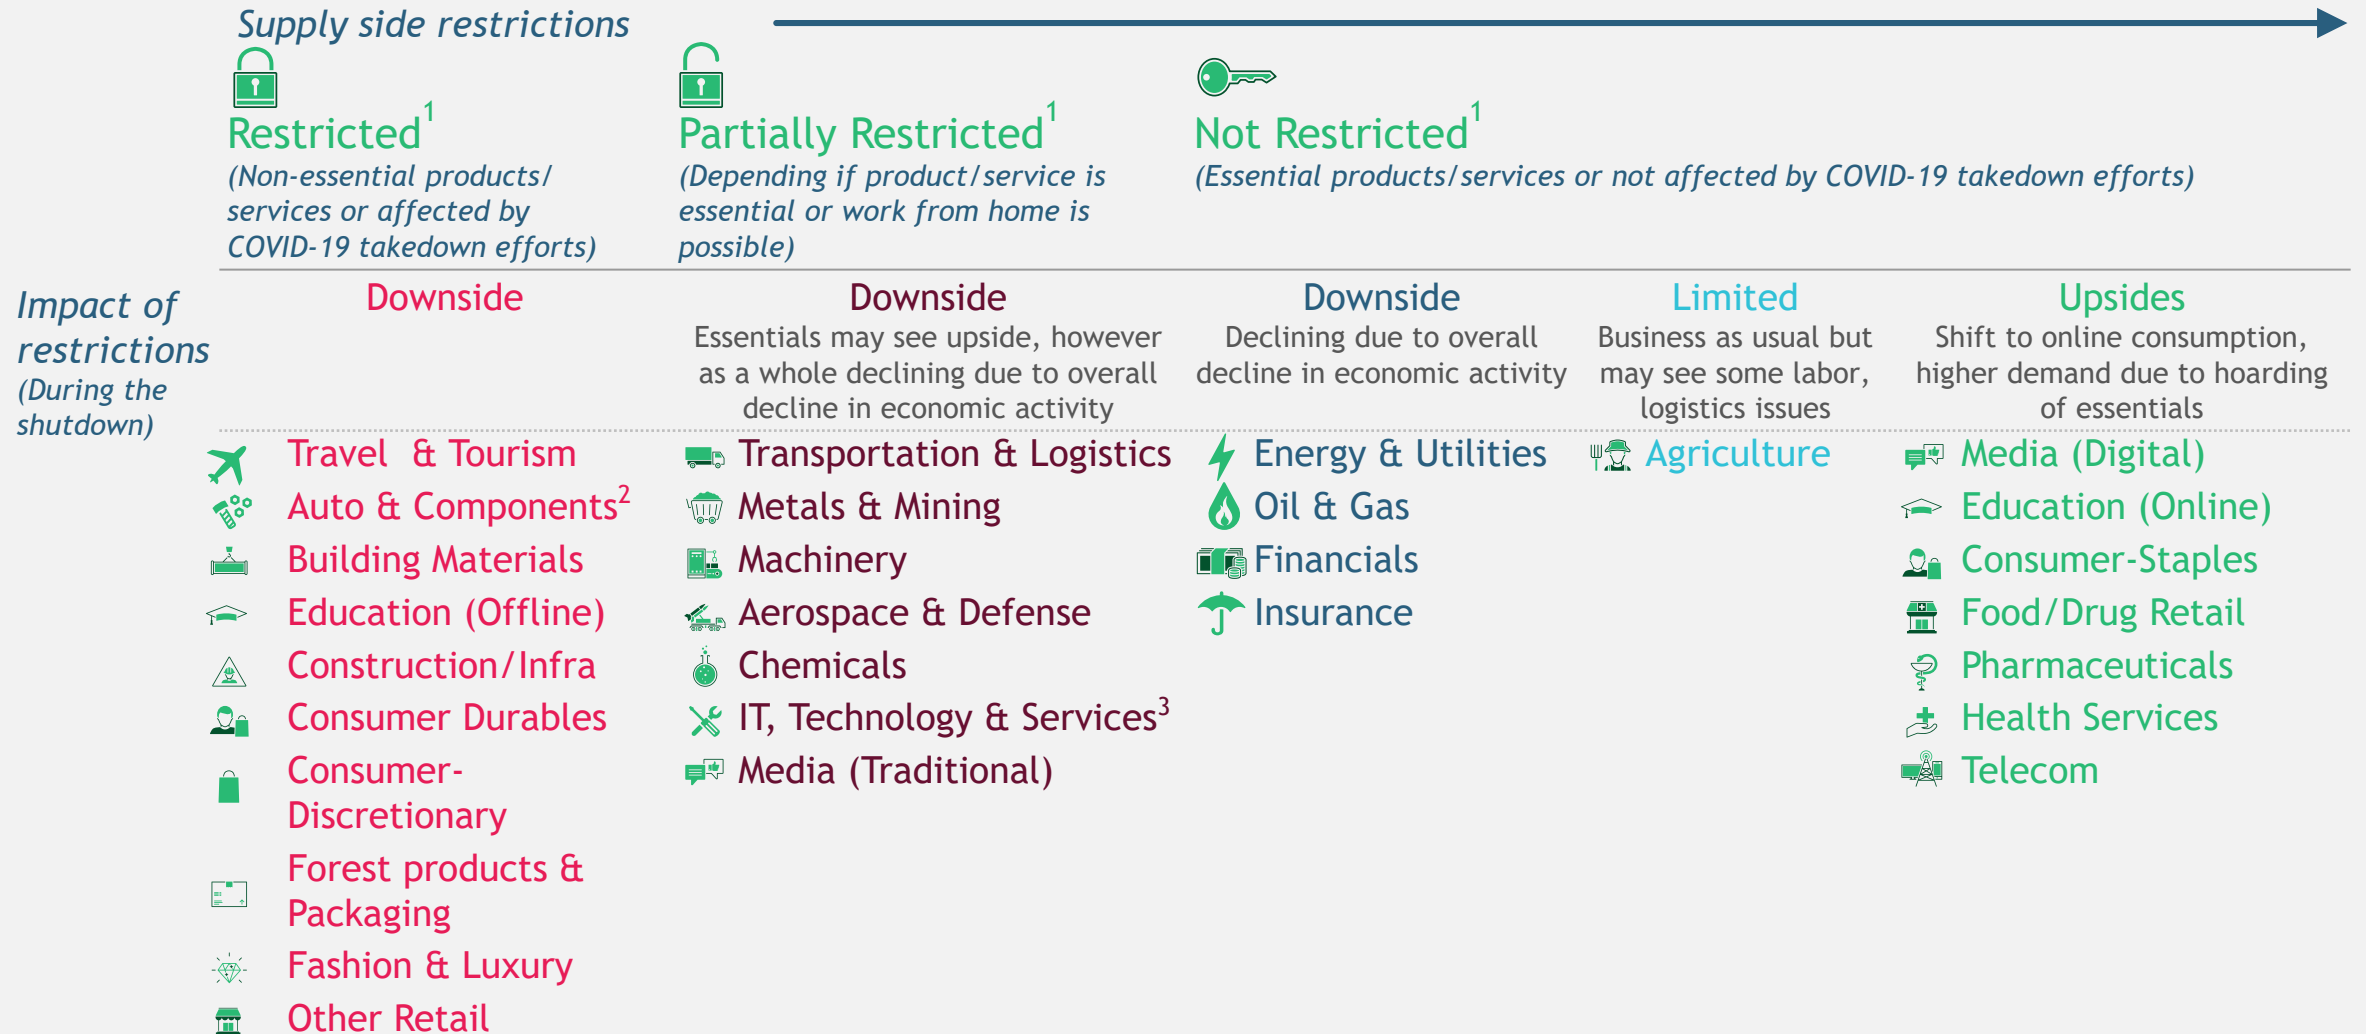 Supply side restrictions
Restricted1
(Non-essential products/
services or affected by
COVID-19 takedown efforts)
Partially Restricted1
(Depending if product/service is
essential or work from home is
possible)
Not Restricted1
(Essential products/services or not affected by COVID-19 takedown efforts)
Impact of
restrictions
(During the
shutdown)
Downside
Downside
Essentials may see upside, however
as a whole declining due to overall
decline in economic activity
Downside
Declining due to overall
decline in economic activity
Limited
Business as usual but
may see some labor,
logistics issues
Upsides
Shift to online consumption,
higher demand due to hoarding
of essentials
Travel & Tourism
Auto & Components2
Building Materials
Education (Offline)
Construction/Infra
Consumer Durables
Consumer-
Discretionary
Forest products &
Packaging
Fashion & Luxury
Other Retail
Transportation & Logistics
Metals & Mining
Machinery
Aerospace & Defense
Chemicals
IT, Technology & Services3
Media (Traditional)
Energy & Utilities
Oil & Gas
Financials
Insurance
Agriculture
Media (Digital)
Education (Online)
Consumer-Staples
Food/Drug Retail
Pharmaceuticals
Health Services
Telecom